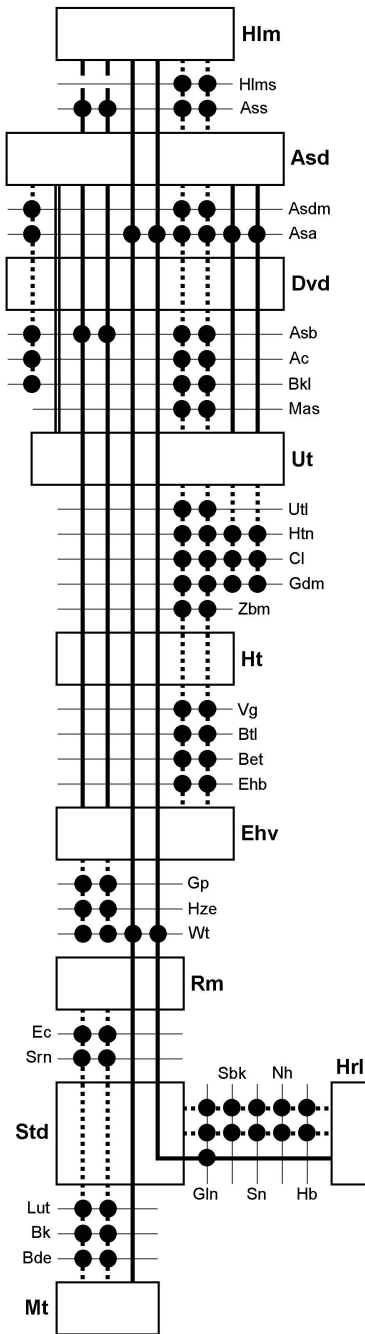 Hlm
Hlms
Ass
Asd
Asdm
Asa
Dvd
Asb
Ac
Bkl
Mas
Ut
Utl
Htn
Cl
Gdm
Zbm
Ht
Vg
Btl
Bet
Ehb
Ehv
Gp
Hze
Wt
Rm
Ec
Srn
Sbk Nh Hrl
Std
Gln Sn Hb
Lut
Bk
Bde
Mt